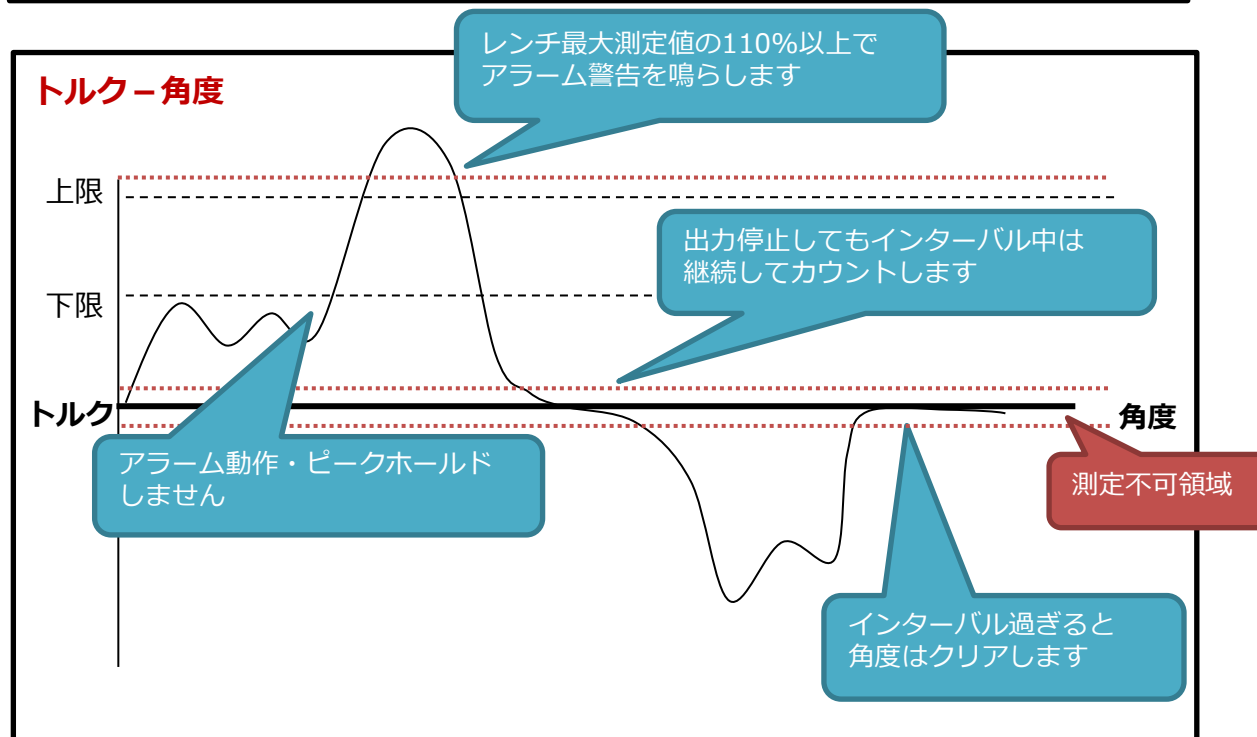 レンチ最大測定値の110%以上で
アラーム警告を鳴らします
トルク－角度
上限
出力停止してもインターバル中は
継続してカウントします
下限
トルク
角度
アラーム動作・ピークホールド
しません
測定不可領域
インターバル過ぎると
角度はクリアします